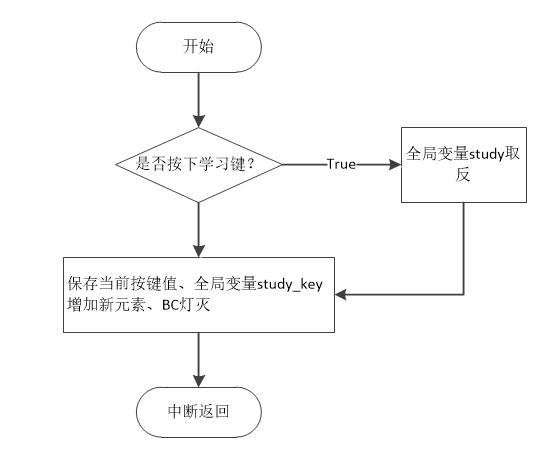 开始
是否按下学习键?
True
全局变量study取
反
保存当前按键值、全局变量study_key
增加新元素、BC灯灭
中断返回